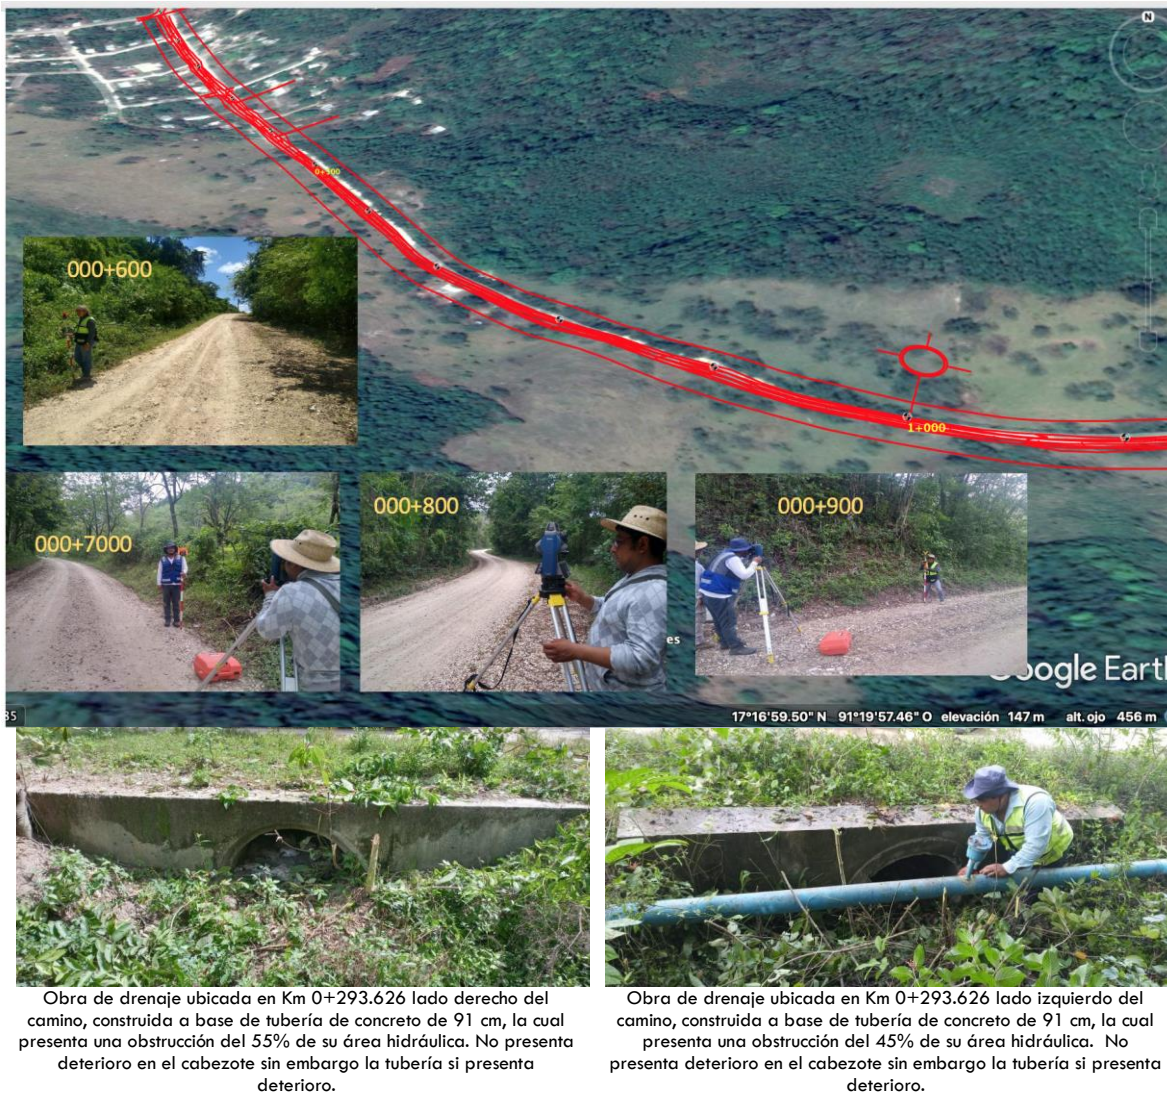 N
0+500
000+600
1+000
000+7000
000+800
000+900
es
Google Earth
85
17°16'59.50" N 91°19'57.46" O elevación 147 m alt. ojo 456 m
Obra de drenaje ubicada en Km 0+293.626 lado derecho del
camino, construida a base de tubería de concreto de 91 cm, la cual
presenta una obstrucción del 55% de su área hidráulica. No presenta
deterioro en el cabezote sin embargo la tubería si presenta
deterioro.
Obra de drenaje ubicada en Km 0+293.626 lado izquierdo del
camino, construida a base de tubería de concreto de 91 cm, la cual
presenta una obstrucción del 45% de su área hidráulica. No
presenta deterioro en el cabezote sin embargo la tubería si presenta
deterioro.